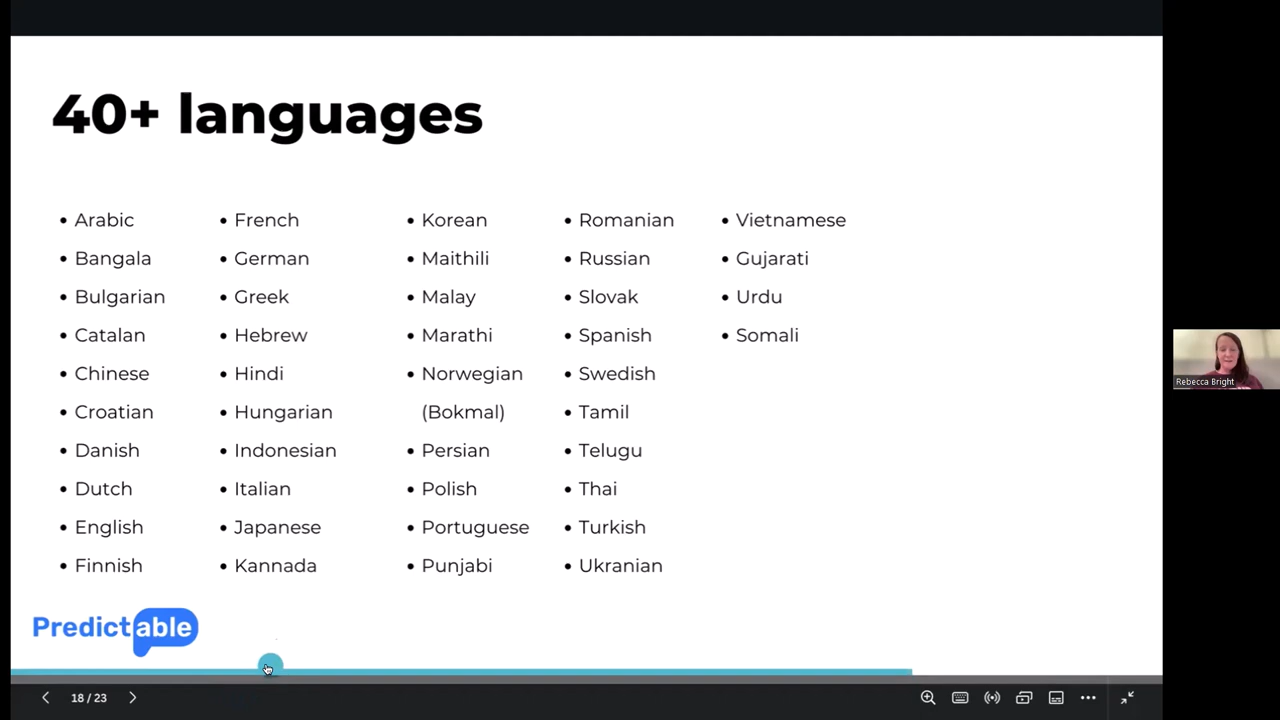 40+ languages
• Arabic
• Bangala
• Bulgarian
• Catalan
• Chinese
• Croatian
• Danish
• Dutch
• English
• Finnish
• French
• German
• Greek
• Hebrew
• Hindi
• Hungarian
• Indonesian
• Italian
• Japanese
• Kannada
• Korean
• Maithili
• Malay
• Marathi
• Norwegian
(Bokmal)
• Persian
• Polish
• Portuguese
• Punjabi
• Romanian
• Russian
• Slovak
• Spanish
• Swedish
• Tamil
• Telugu
• Thai
• Turkish
• Ukranian
• Vietnamese
• Gujarati
• Urdu
• Somali
Predictable
18 / 23
Rebecca Bright